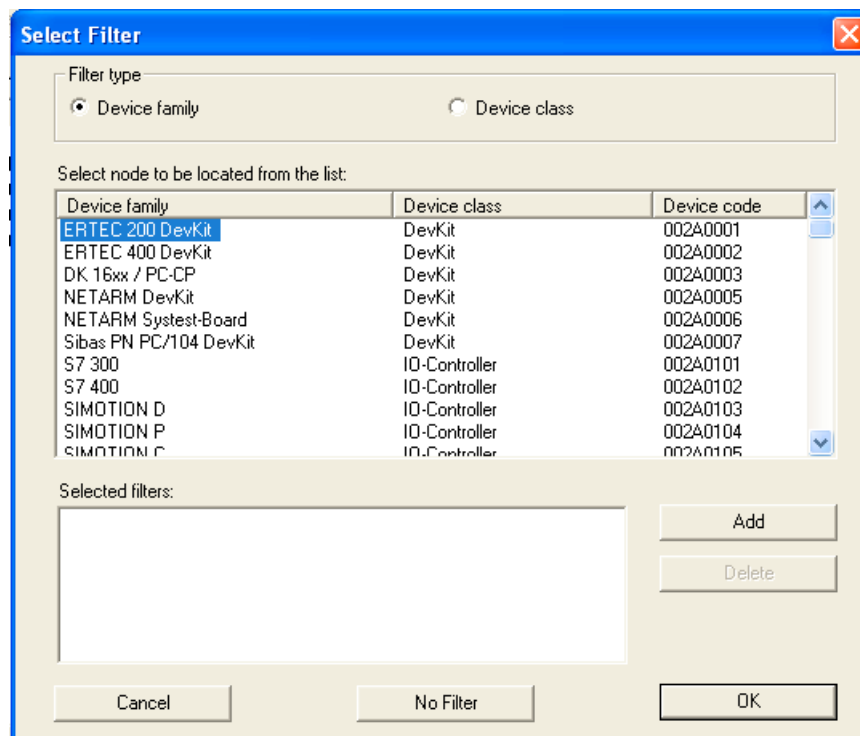 Select Filter
Filter type
Device family Device class
Select node to be located from the list:
Device family Device class Device code
ERTEC 200 DevKit DevKit 002A0001
ERTEC 400 DevKit DevKit 002A0002
DK 16xx / PC-CP DevKit 002A0003
NETARM DevKit DevKit 002A0005
NETARM Systest-Board DevKit 002A0006
Sibas PN PC/104 DevKit DevKit 002A0007
S7 300 IO-Controller 002A0101
S7 400 IO-Controller 002A0102
SIMOTION D IO-Controller 002A0103
SIMOTION P IO-Controller 002A0104
SIMOTION C IO-Controller 002A0105
Selected filters:
Add
Delete
Cancel No Filter OK